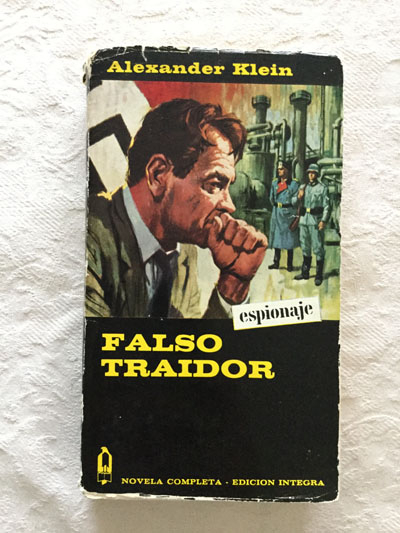 Alexander Klein
espionaje
FALSO
TRAIDOR
NOVELA COMPLETA - EDICION INTEGRA